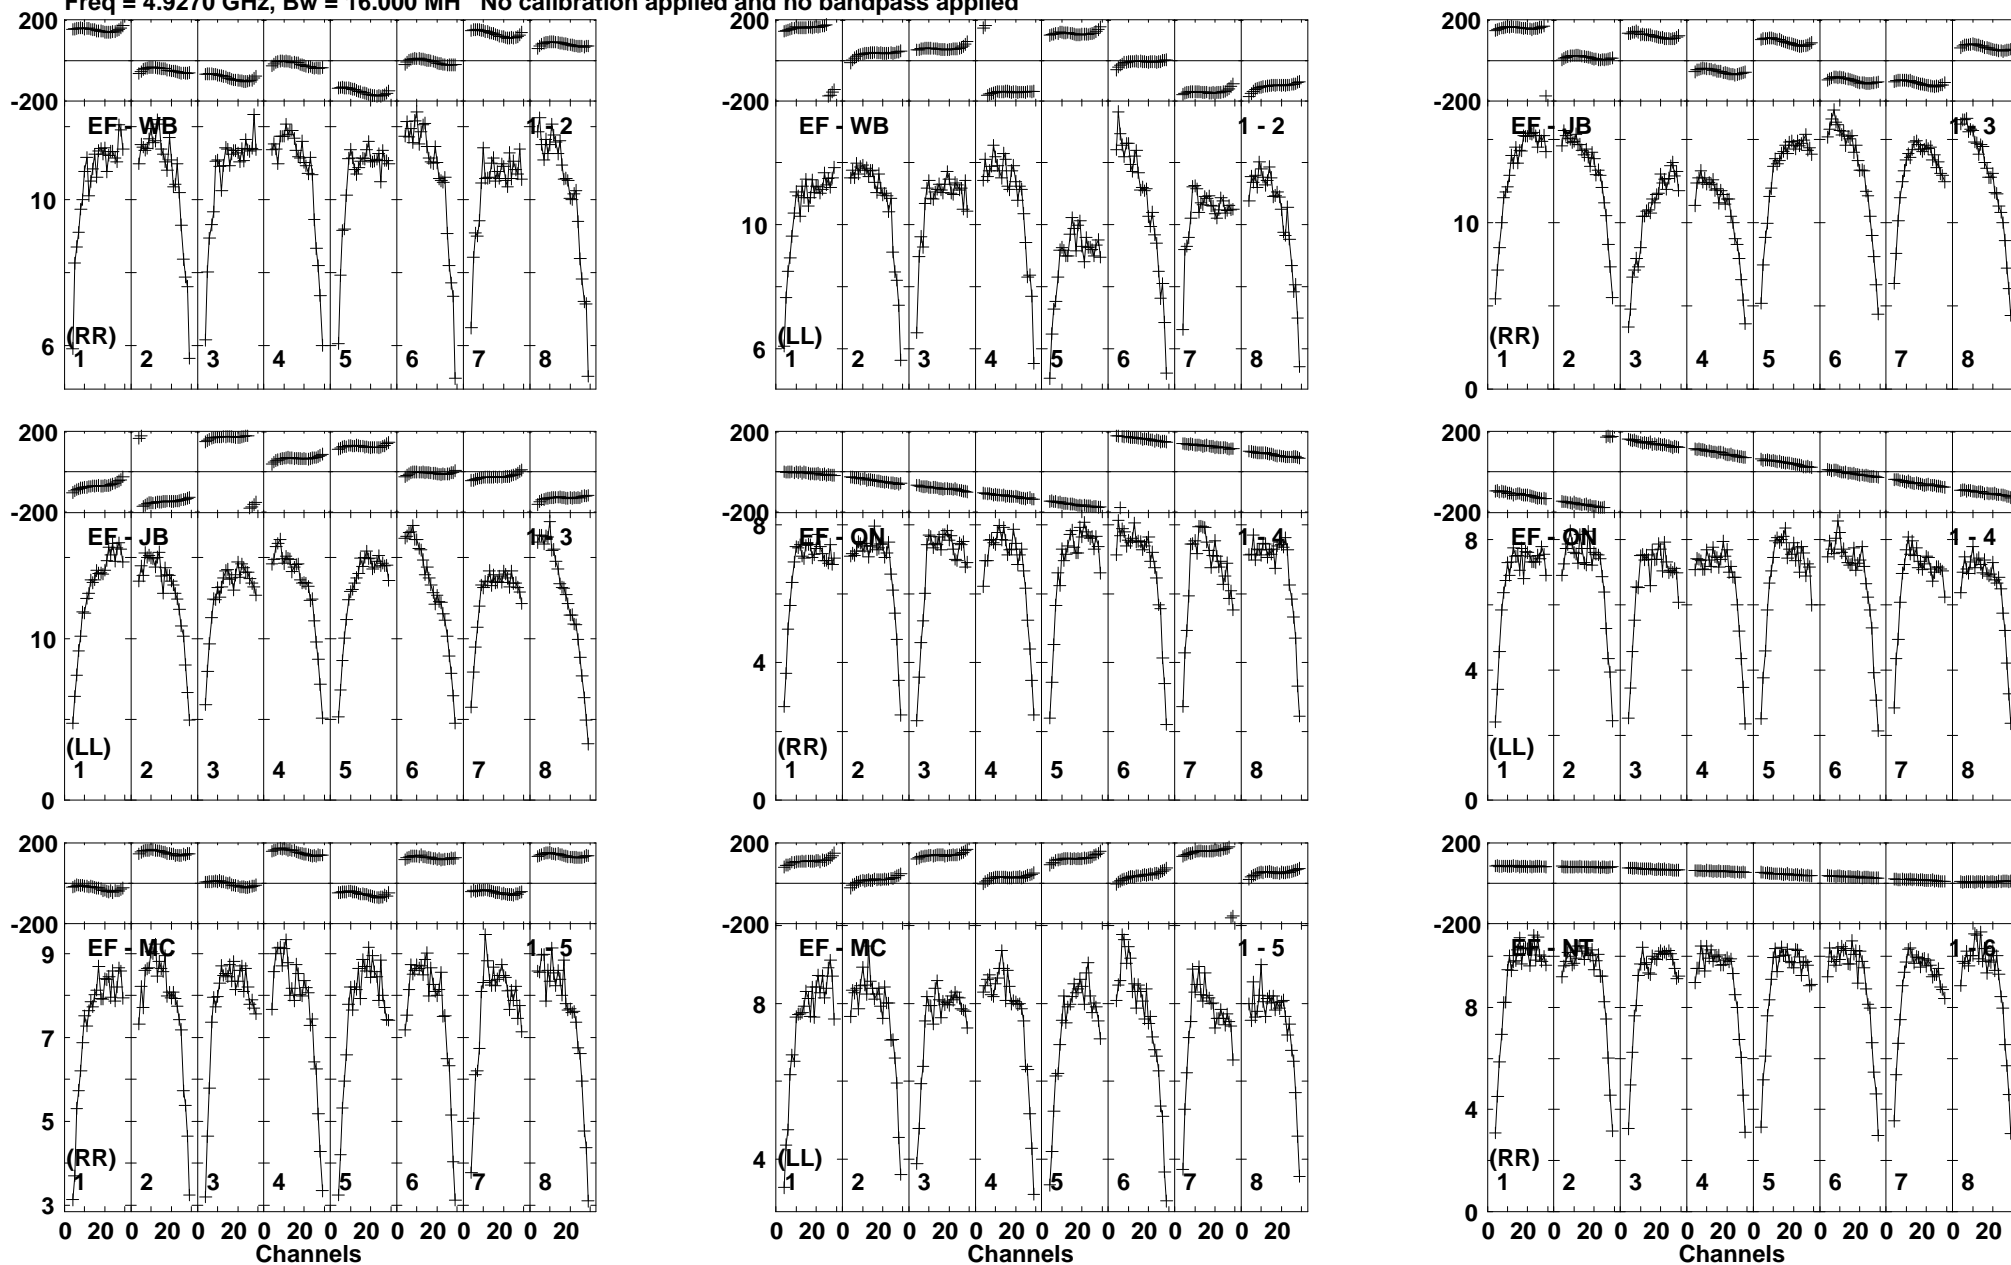 Freq = 4.9270 GHz, Bw = 16.000 MH   No calibration applied and no bandpass applied
200 200 200
-200 -200 -200
EF - WB 1 - 2 EF - WB 1 - 2 EF - JB 1 - 3
10 10 10
6 6 0
(RR) (LL) (RR)
1 2 3 4 5 6 7 8 1 2 3 4 5 6 7 8 1 2 3 4 5 6 7 8
200 200 200
-200 -200 -200
EF - JB 1 - 3 EF - ON 1 - 4 EF - ON 1 - 4
8 8
10 4 4
(LL) (RR) (LL)
1 2 3 4 5 6 7 8 1 2 3 4 5 6 7 8 1 2 3 4 5 6 7 8
0 0 0
200 200 200
-200 -200 -200
EF - MC 1 - 5 EF - MC 1 - 5 EF - NT 1 - 6
9 8 8
7
5 4 4
(RR) (LL) (RR)
1 2 3 4 5 6 7 8 1 2 3 4 5 6 7 8 1 2 3 4 5 6 7 8
3 0
0 20 0 20 0 20 0 20 0 20 0 20 0 20 0 20 0 20 0 20 0 20 0 20 0 20 0 20 0 20 0 20 0 20 0 20 0 20 0 20 0 20 0 20 0 20 0 20
Channels Channels Channels